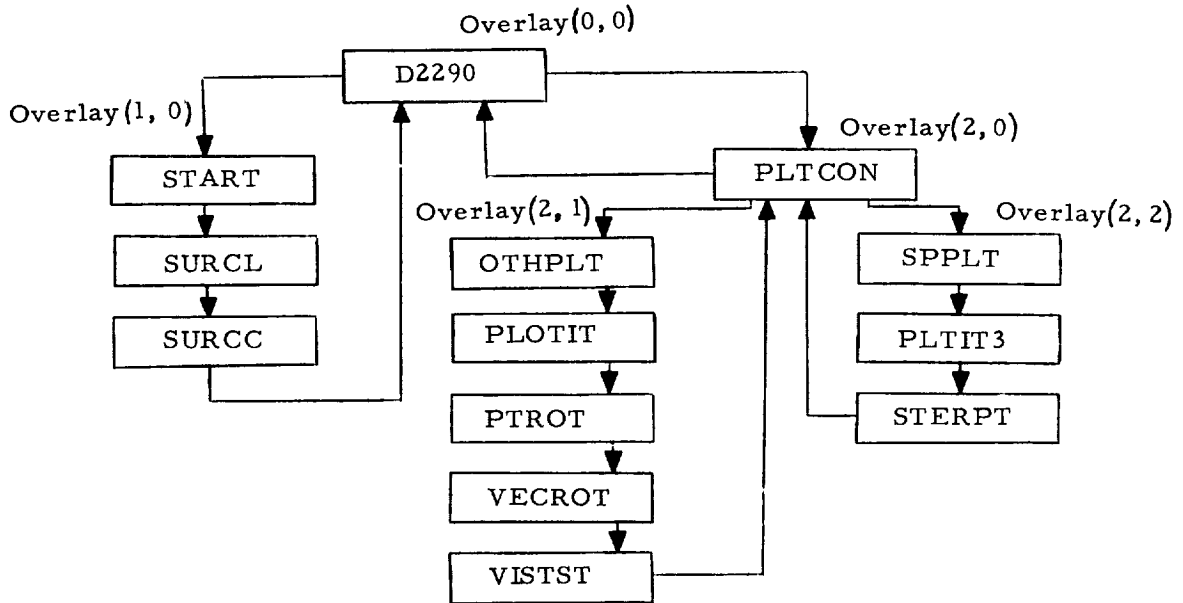 Overlay(0, 0)
D2290
Overlay(1, 0)
Overlay(2, 0)
START
PLTCON
Overlay(2, 1)
Overlay(2, 2)
SURCL
OTHPLT
SPPLT
SURCC
PLOTIT
PLTIT3
PTROT
STERPT
VECROT
VISTST